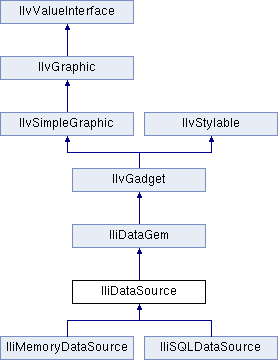 IlvValueInterface
IlvGraphic
IlvSimpleGraphic IlvStylable
IlvGadget
IliDataGem
IliDataSource
IliMemoryDataSource IliSQLDataSource